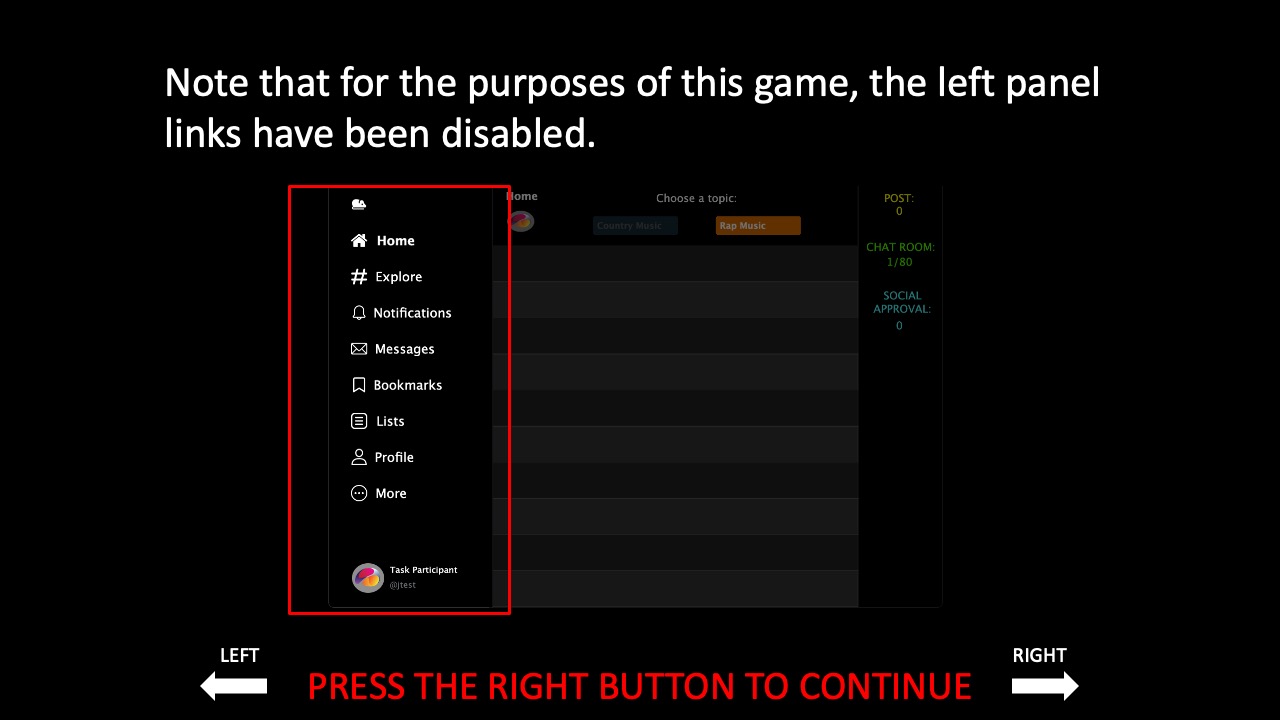 Note that for the purposes of this game, the left panel
links have been disabled.
Home
Choose a topic:
POST:
0
Country Music
Rap Music
Home
CHAT ROOM:
1/80
Explore
SOCIAL
APPROVAL:
0
Notifications
Messages
Bookmarks
Lists
Profile
More
Task Participant
@jtest
LEFT
RIGHT
PRESS THE RIGHT BUTTON TO CONTINUE